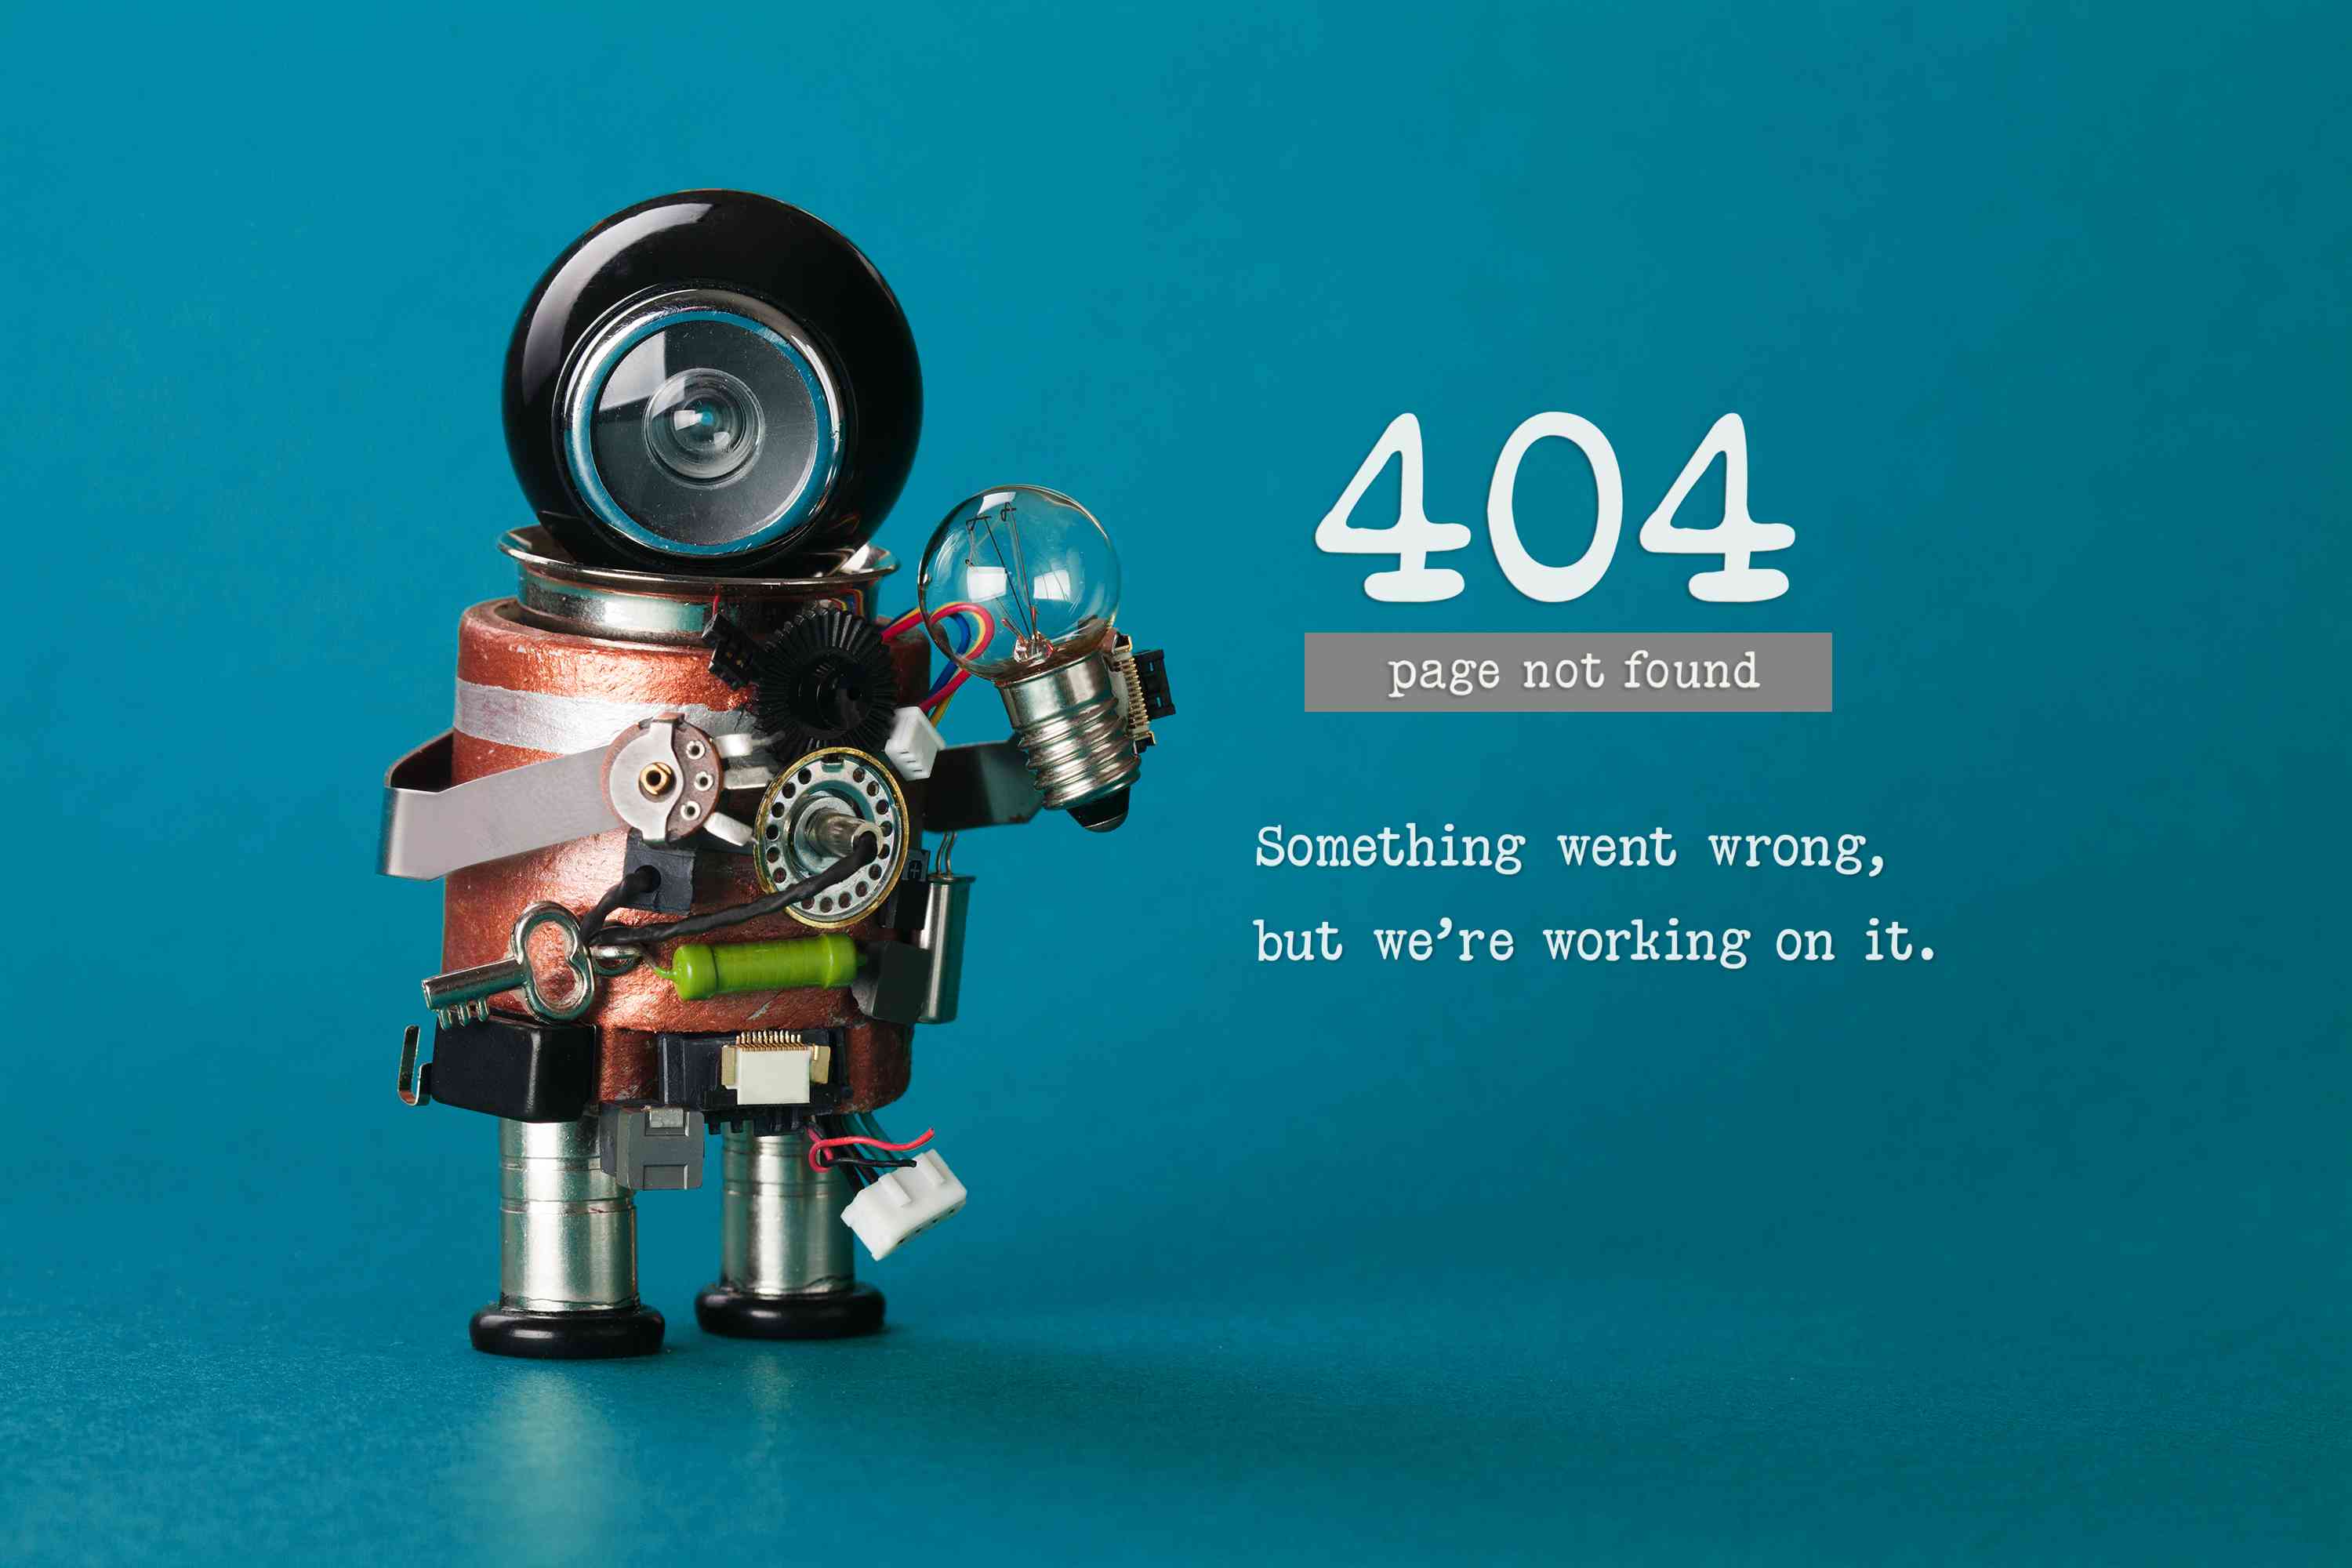 404
page not found
Something went wrong,
but we’re working on it.